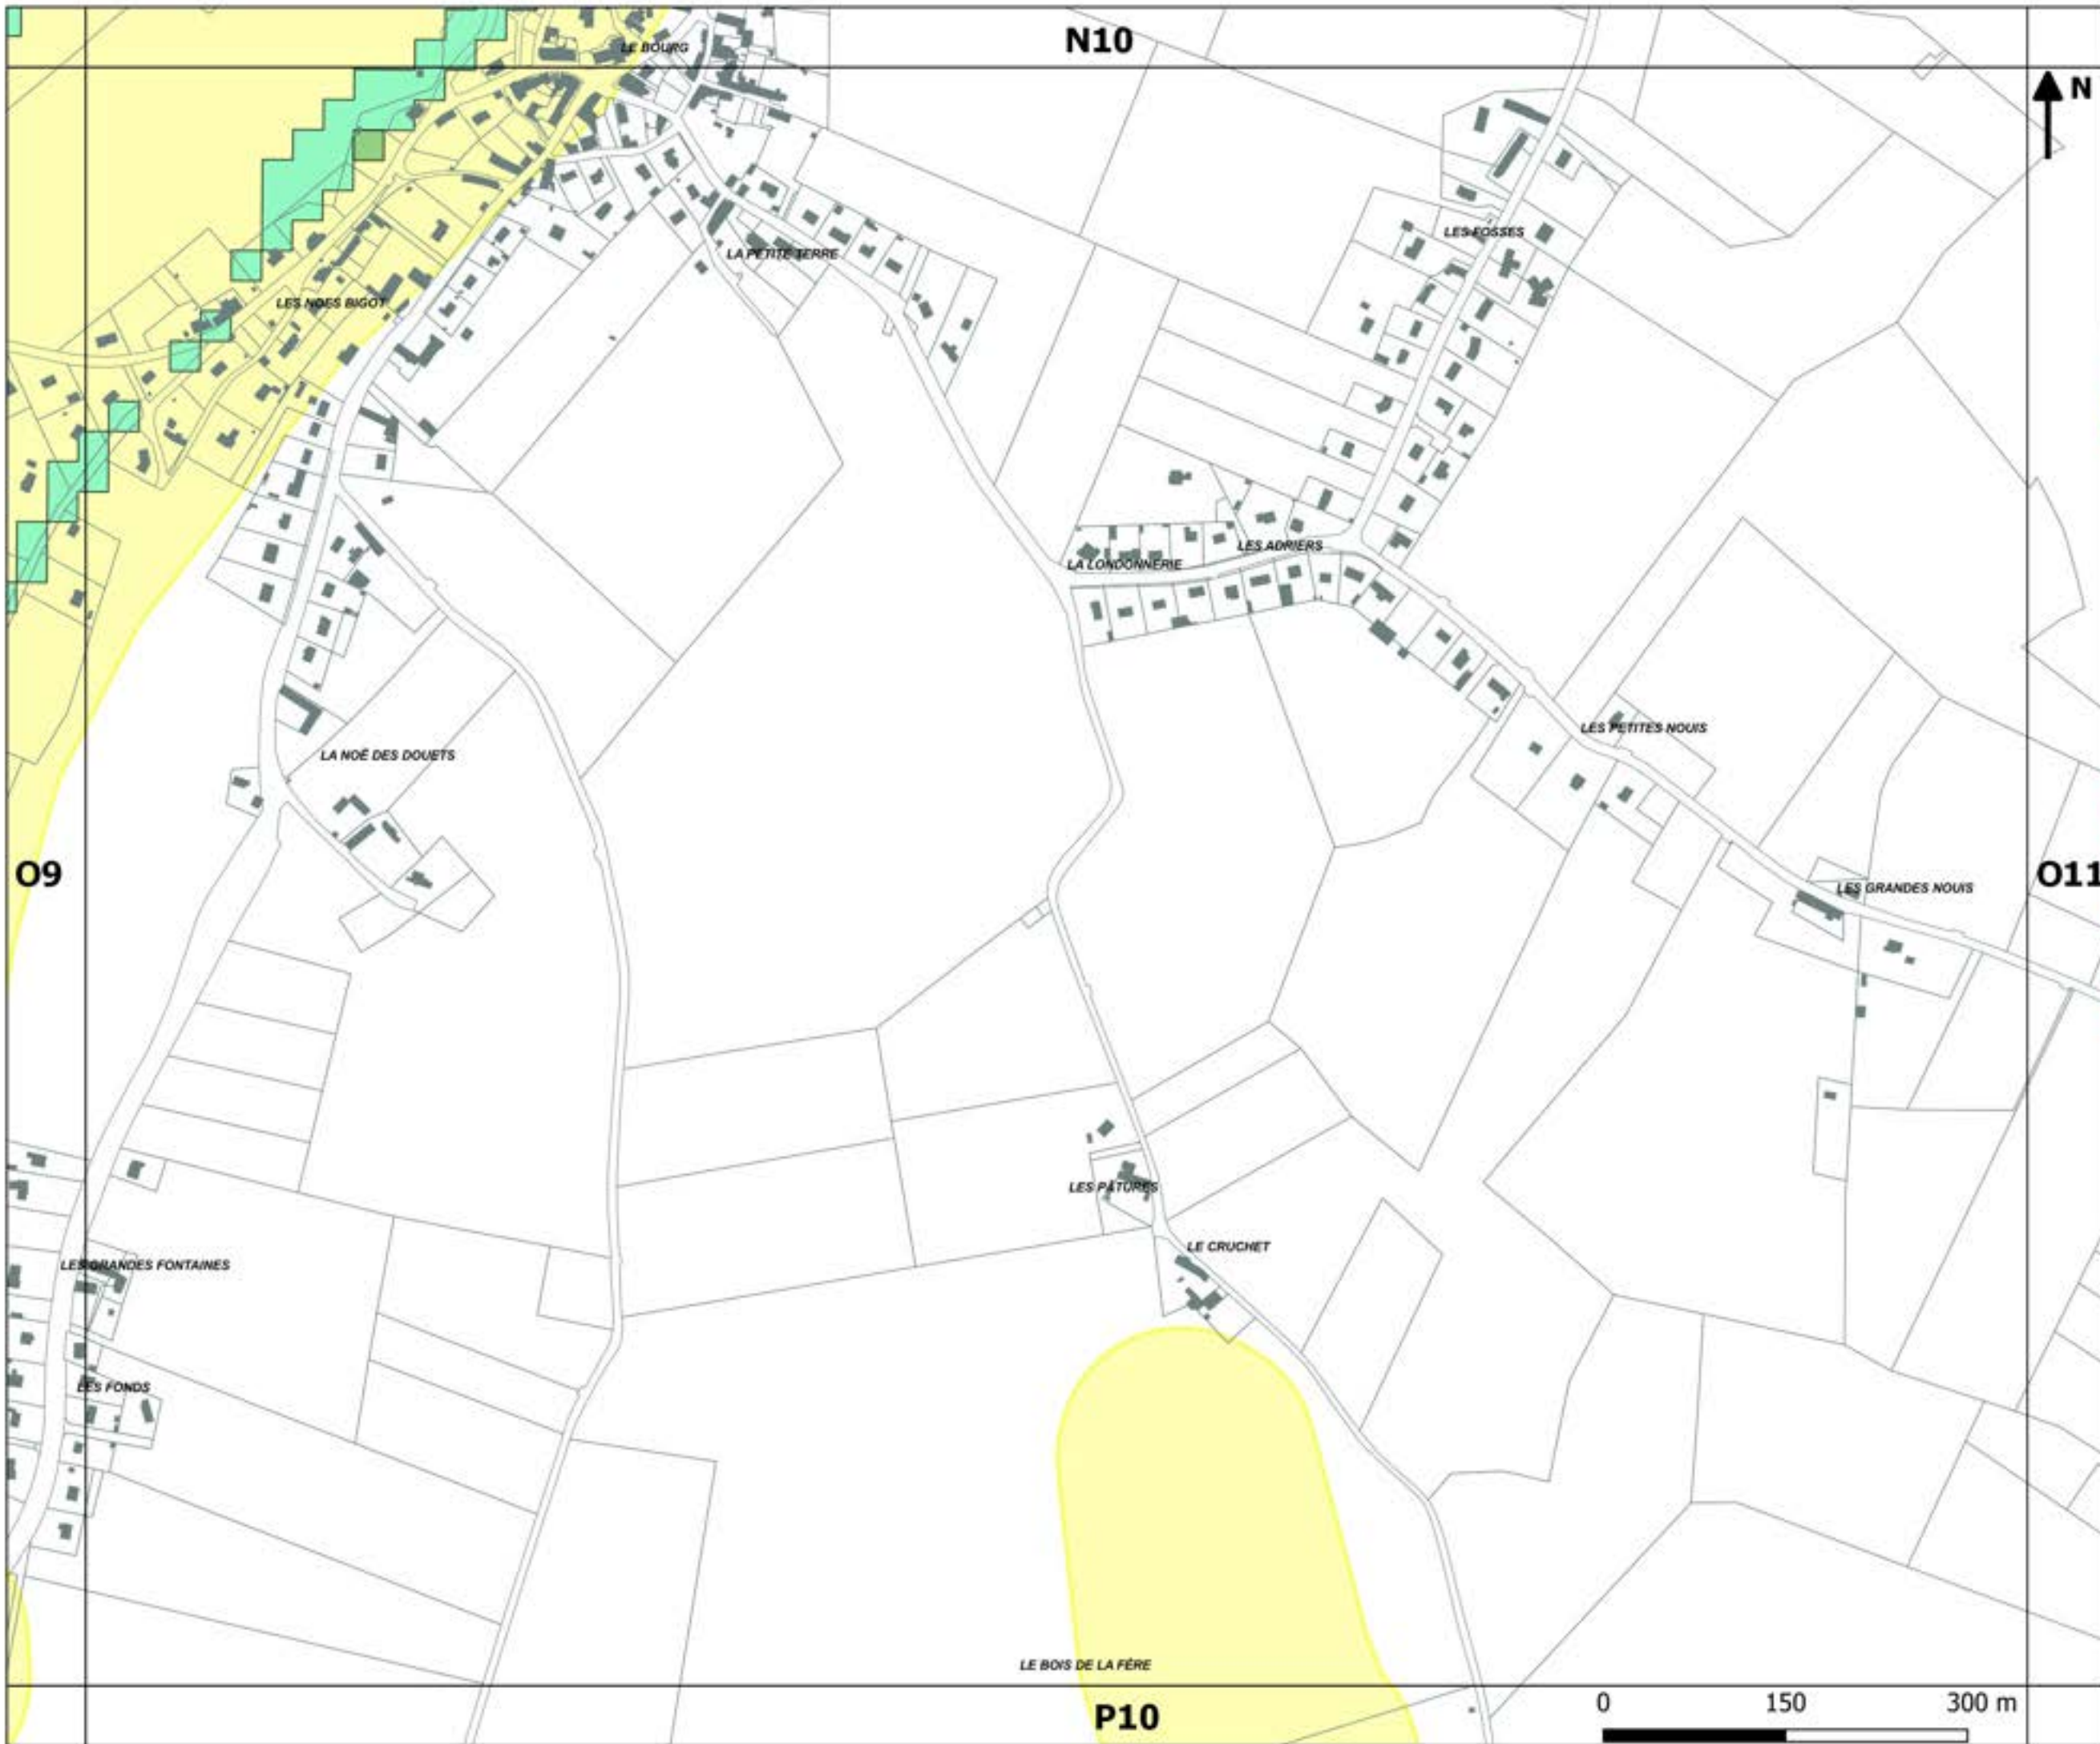 N10
LE BOURG
N
LES FOSSES
LA PETITE TERRE
LES NOES BIGOT
LES ADRIERS
LA LONDONNERIE
LES PETITES NOUIS
LA NOË DES DOUETS
O9
O11
LES GRANDES NOUIS
LES PÂTURES
LE CRUCHET
LES GRANDES FONTAINES
LES FONDS
LE BOIS DE LA FÈRE
P10
0 150 300 m